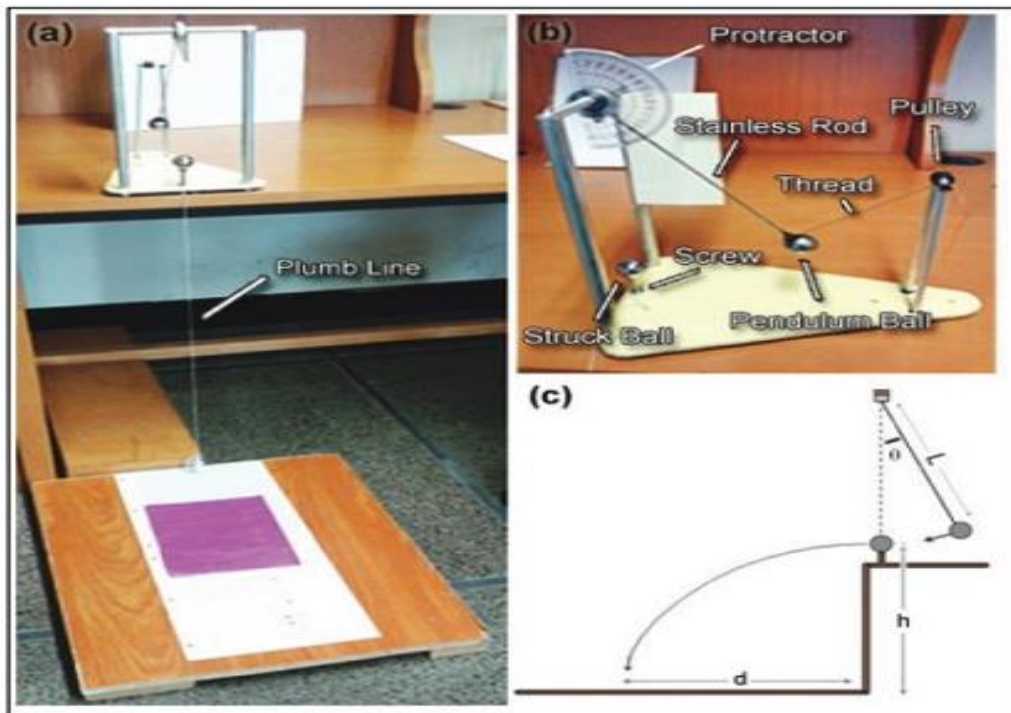 (a)
Plumb Line
(b)
Protractor
Pulley
Stainless Rod
Thread
Screw
Struck Ball
Pendulum Ball
(c)
θ
L
h
d